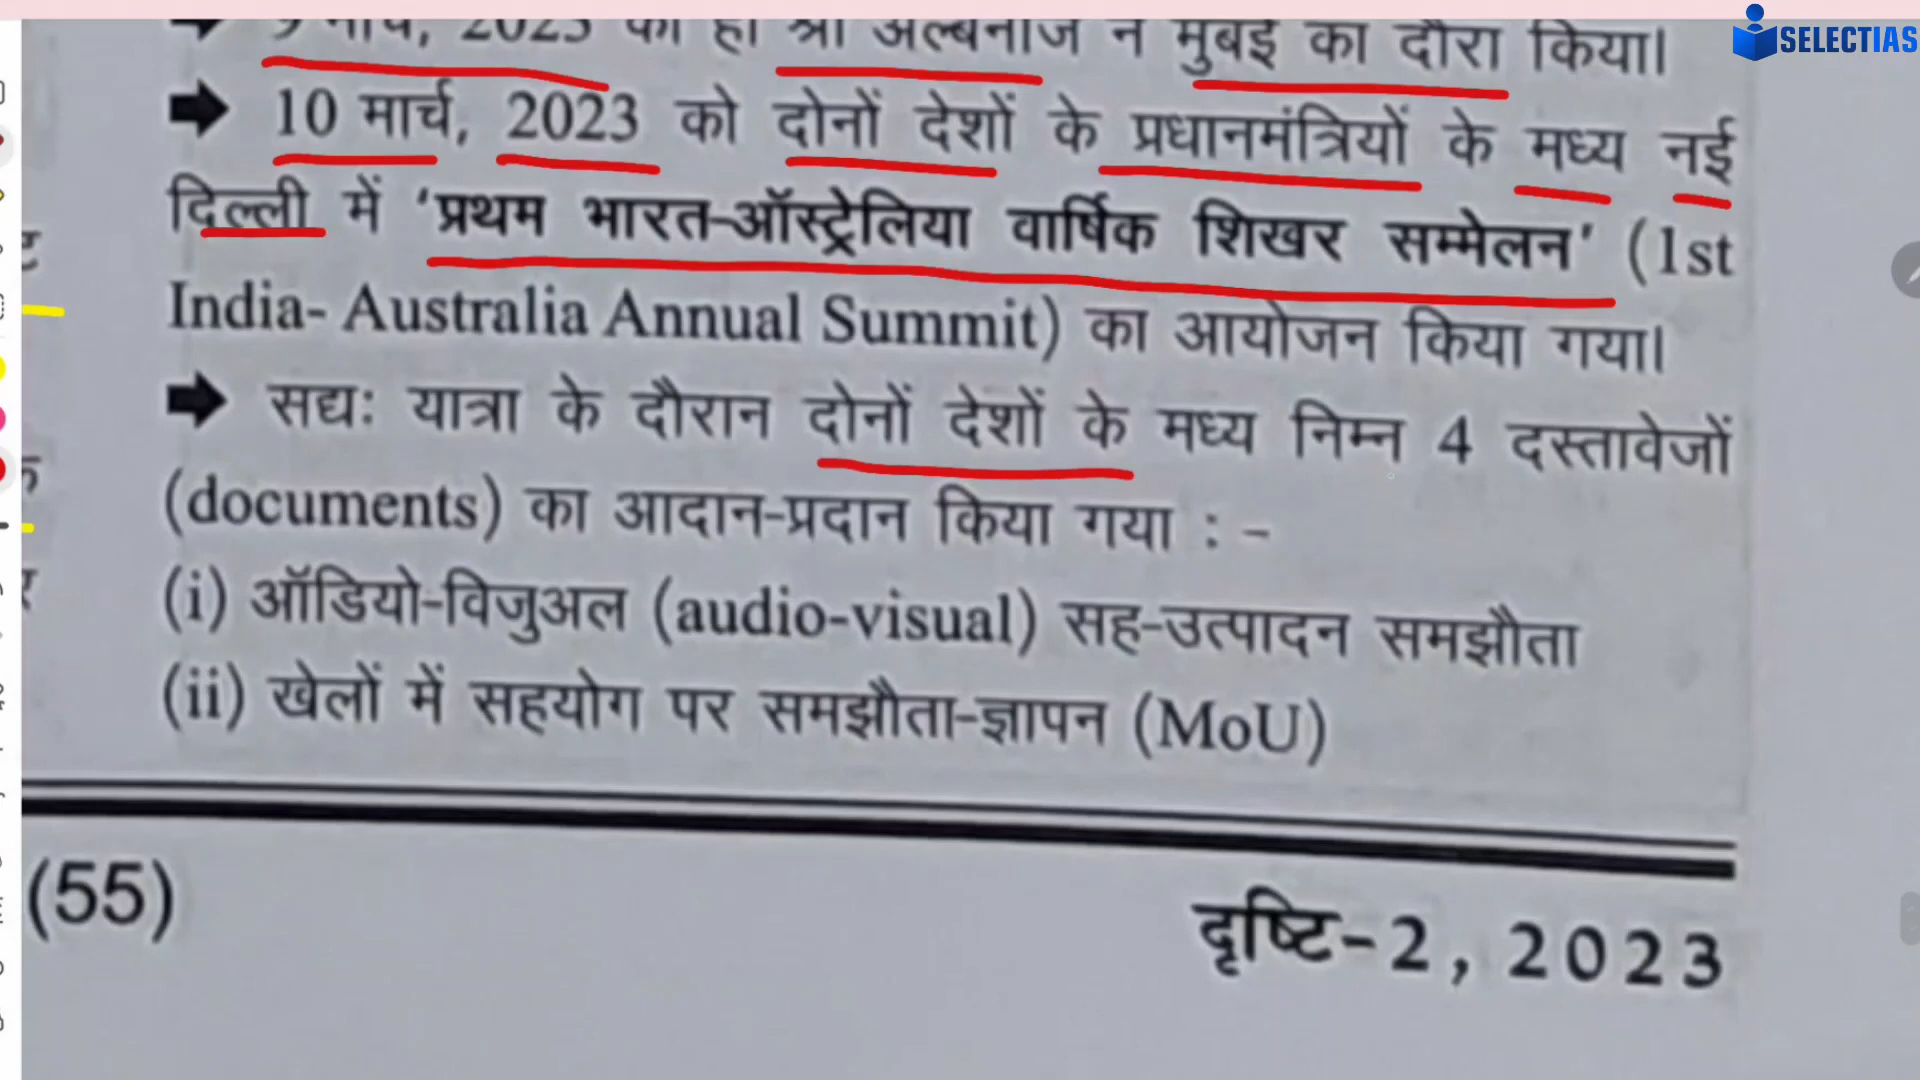 SELECTIAS
9 मार्च, 2023 को ही श्री अल्बनीज ने मुंबई का दौरा किया।
➡ 10 मार्च, 2023 को दोनों देशों के प्रधानमंत्रियों के मध्य नई
दिल्ली में ‘प्रथम भारत-ऑस्ट्रेलिया वार्षिक शिखर सम्मेलन’ (1st
India- Australia Annual Summit) का आयोजन किया गया।
➡ सद्यः यात्रा के दौरान दोनों देशों के मध्य निम्न 4 दस्तावेजों
(documents) का आदान-प्रदान किया गया : -
(i) ऑडियो-विजुअल (audio-visual) सह-उत्पादन समझौता
(ii) खेलों में सहयोग पर समझौता-ज्ञापन (MoU)
(55)
दृष्टि-2, 2023